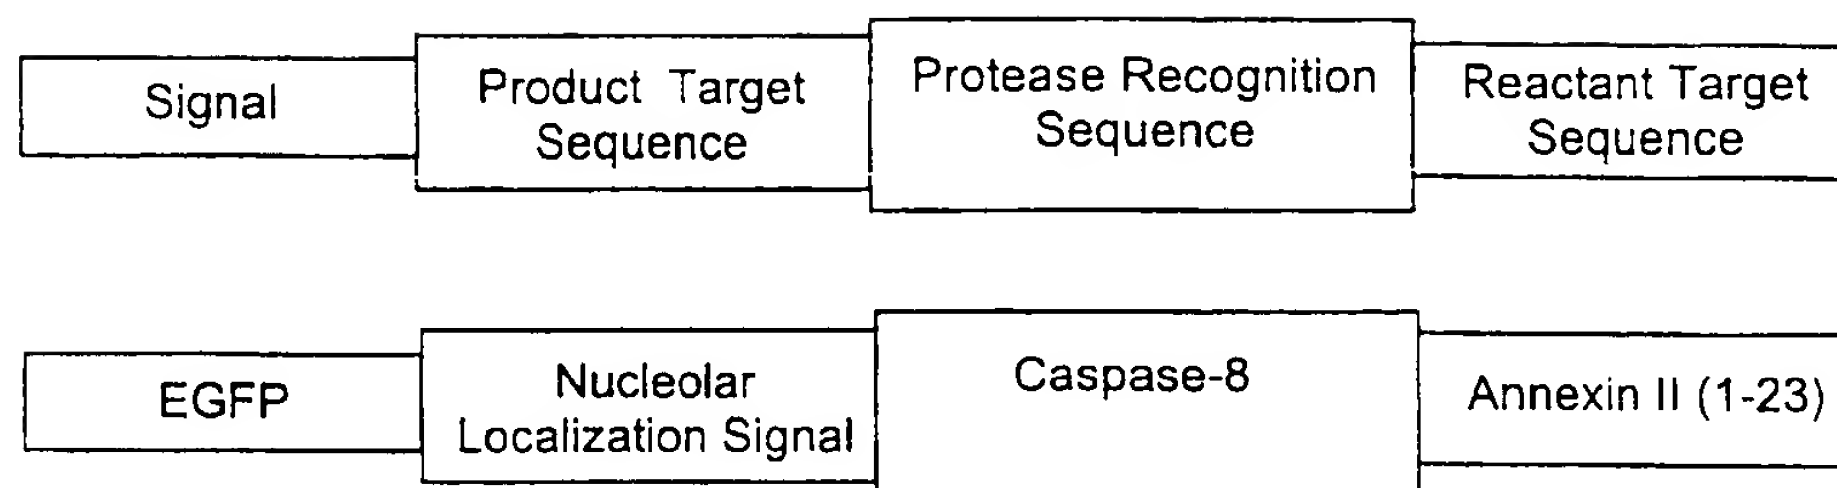 Signal
Product Target
Sequence
Protease Recognition
Sequence
Reactant Target
Sequence
EGFP
Nucleolar
Localization Signal
Caspase-8
Annexin II (1-23)